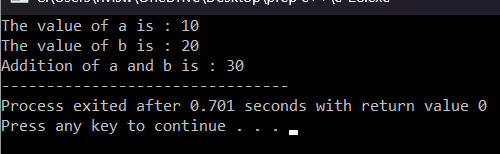 The value of a is : 10
The value of b is : 20
Addition of a and b is : 30
--------------------------------
Process exited after 0.701 seconds with return value 0
Press any key to continue . . .